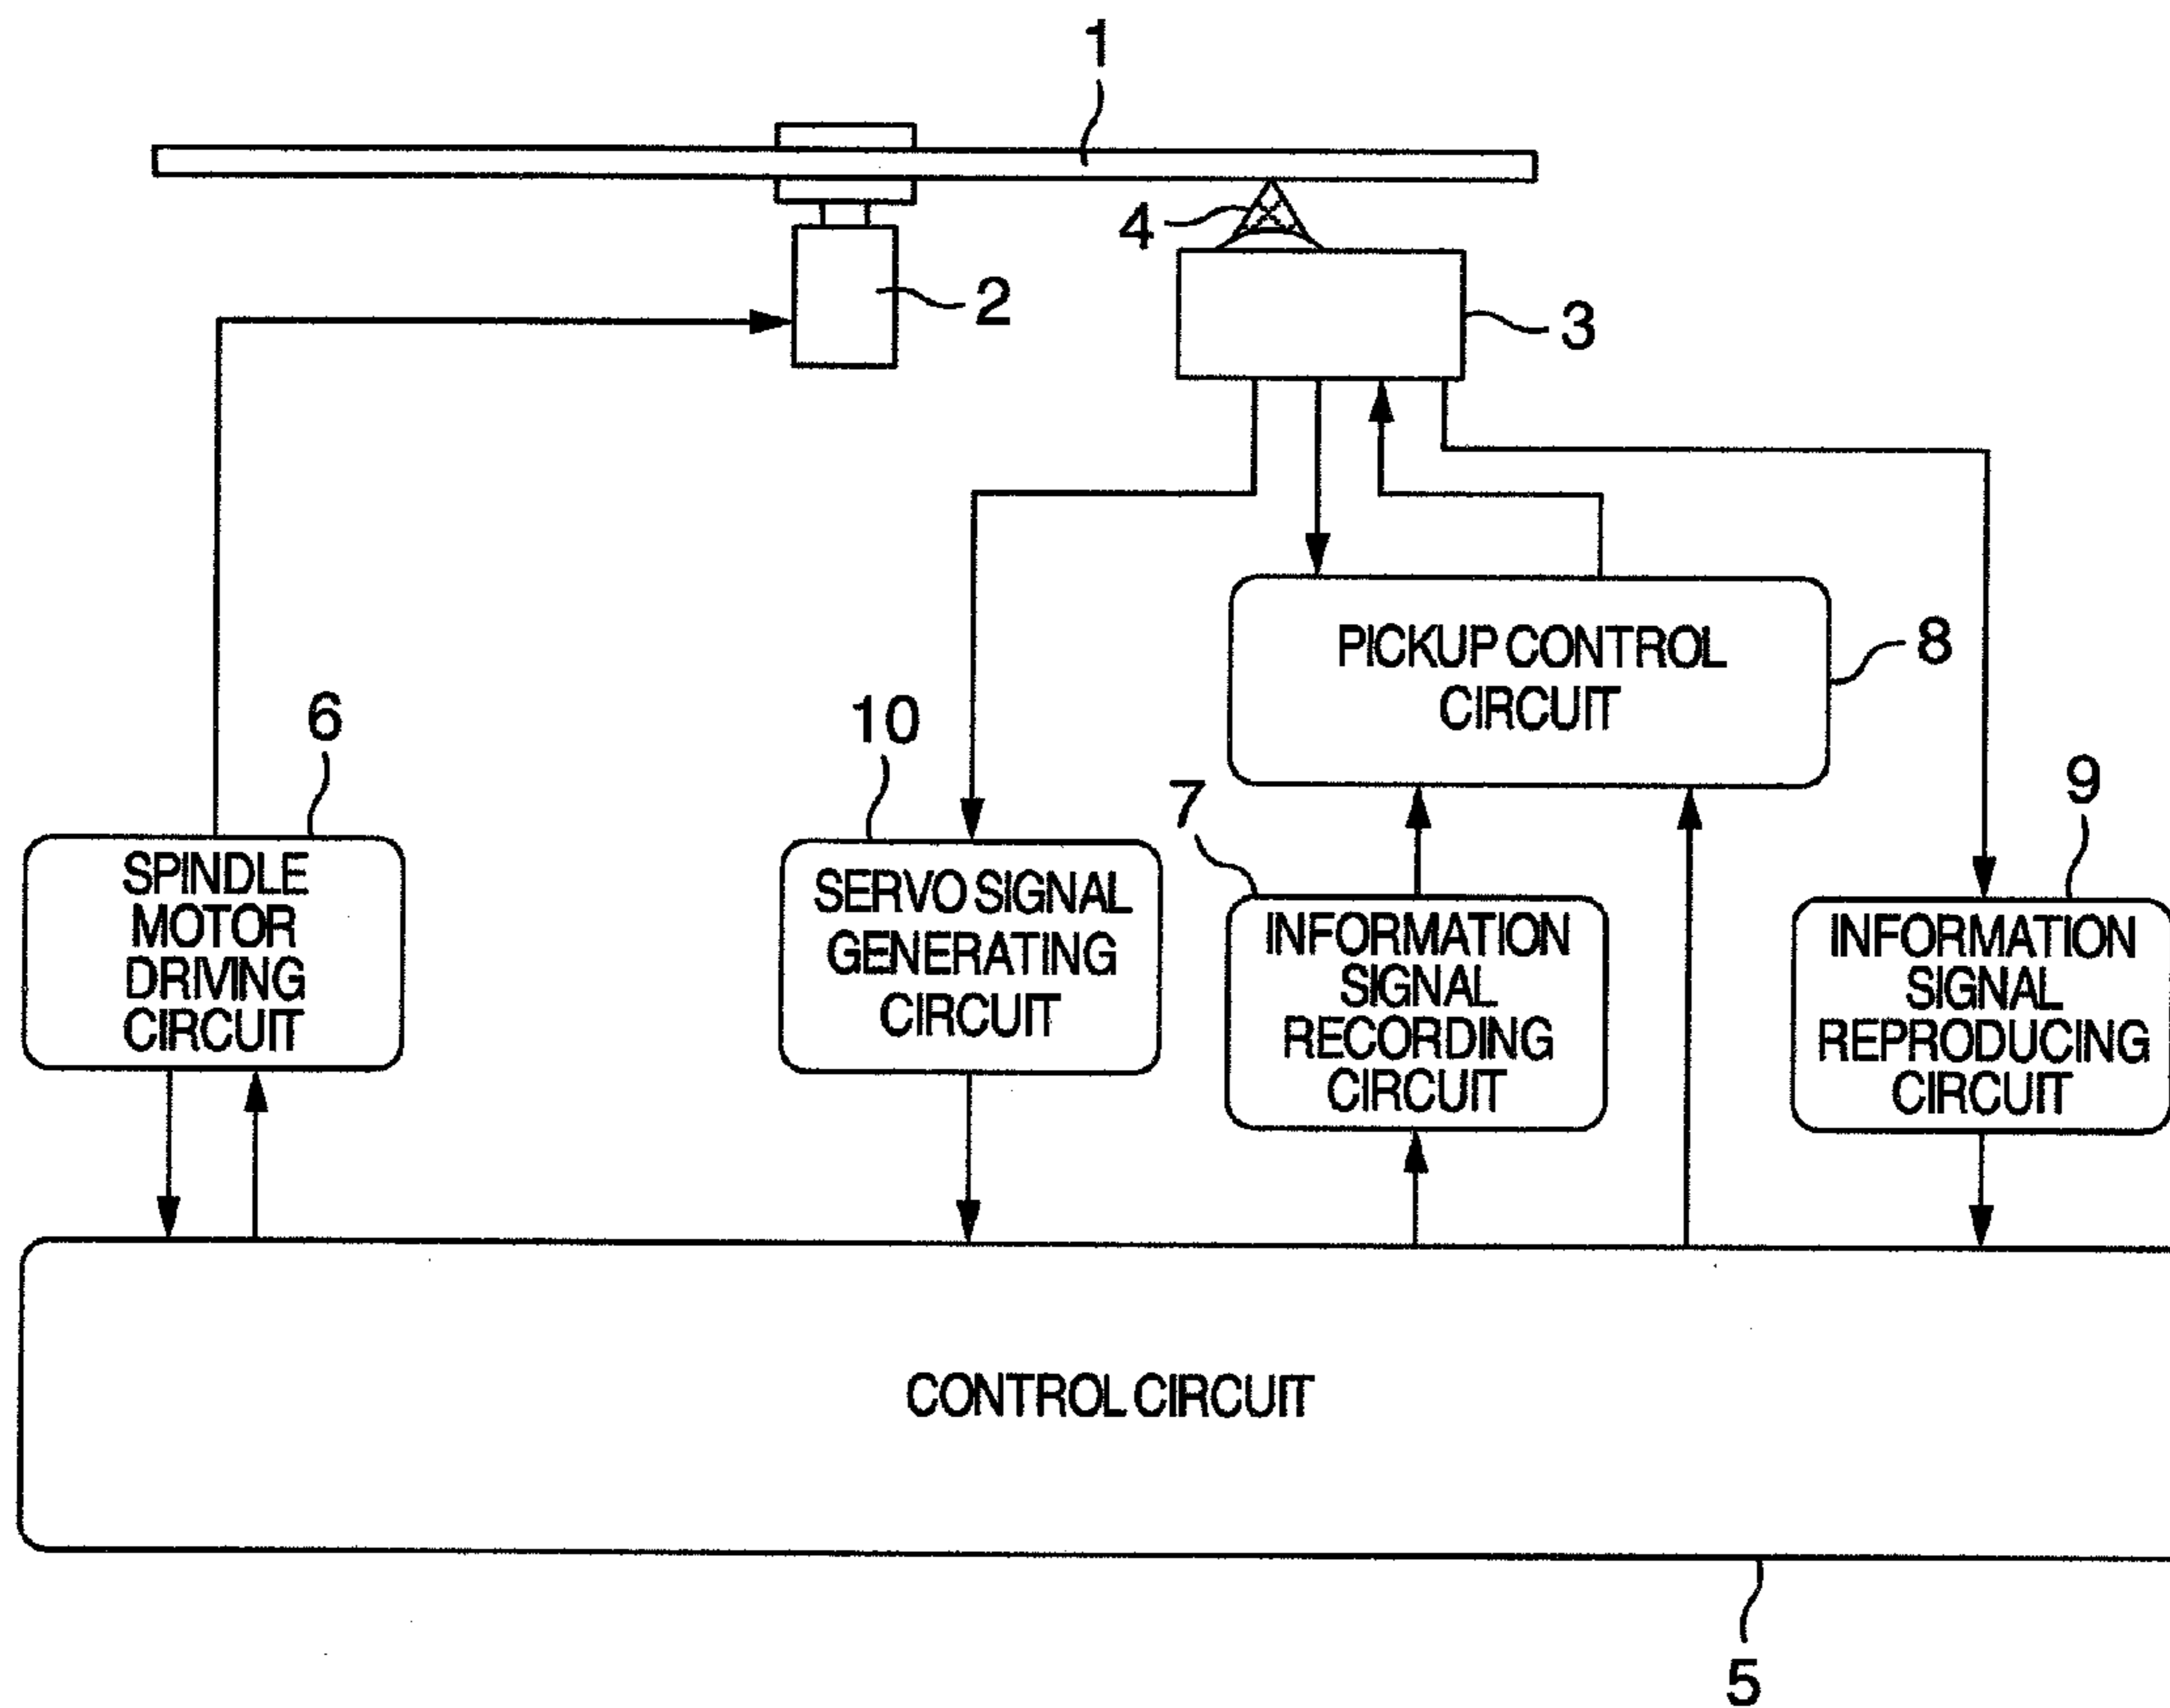 1
4
2
3
PICKUP CONTROL
CIRCUIT
8
6
10
7
9
SPINDLE
MOTOR
DRIVING
CIRCUIT
SERVO SIGNAL
GENERATING
CIRCUIT
INFORMATION
SIGNAL
RECORDING
CIRCUIT
INFORMATION
SIGNAL
REPRODUCING
CIRCUIT
CONTROL CIRCUIT
5